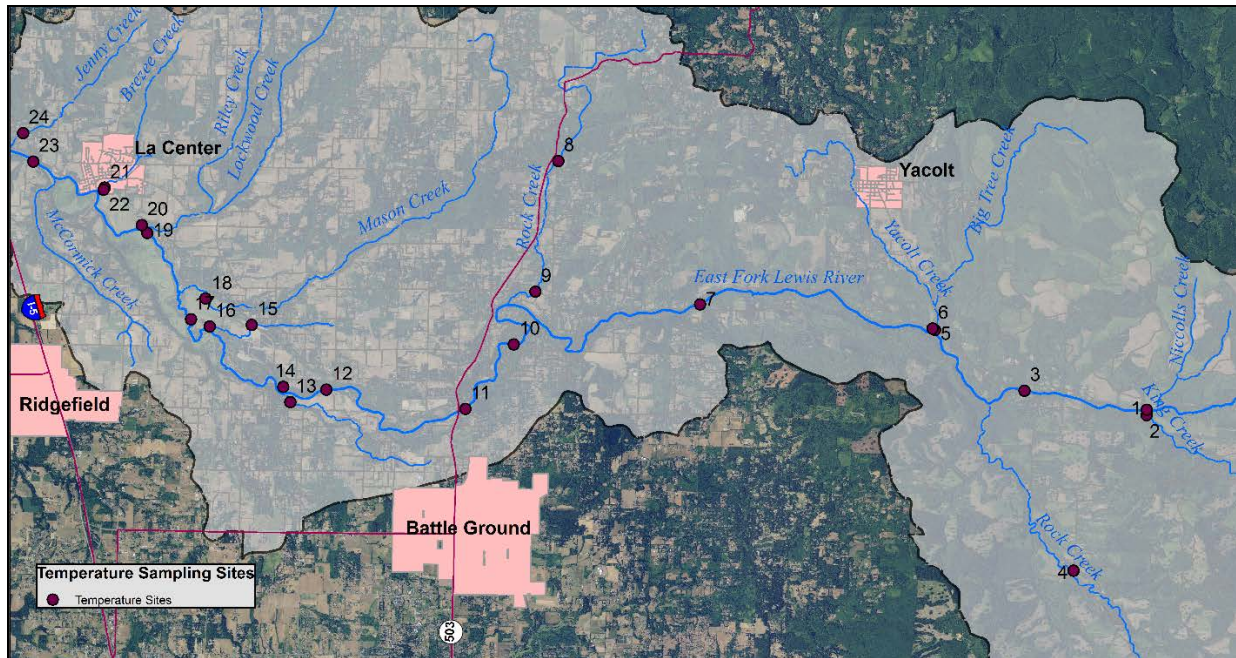 Jenny Creek
Brezee Creek
Riley Creek
Lockwood Creek
24
La Center
23
21
22
20
19
McCormick Creek
Mason Creek
8
Rock Creek
Yacolt
Big Tree Creek
Yacolt Creek
Niccolls Creek
18
17
16
15
9
East Fork Lewis River
7
10
6
5
I-5
14
13
12
11
3
1
2
King Creek
Ridgefield
Battle Ground
Rock Creek
4
Temperature Sampling Sites
Temperature Sites
503